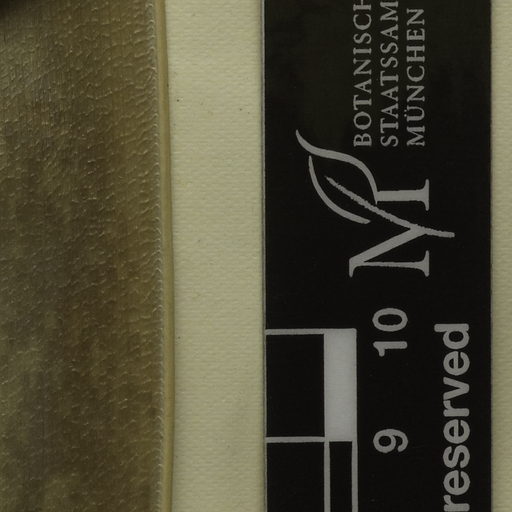 BOTANISCH
STAATSSAM
MÜNCHEN
M
9 10
reserved